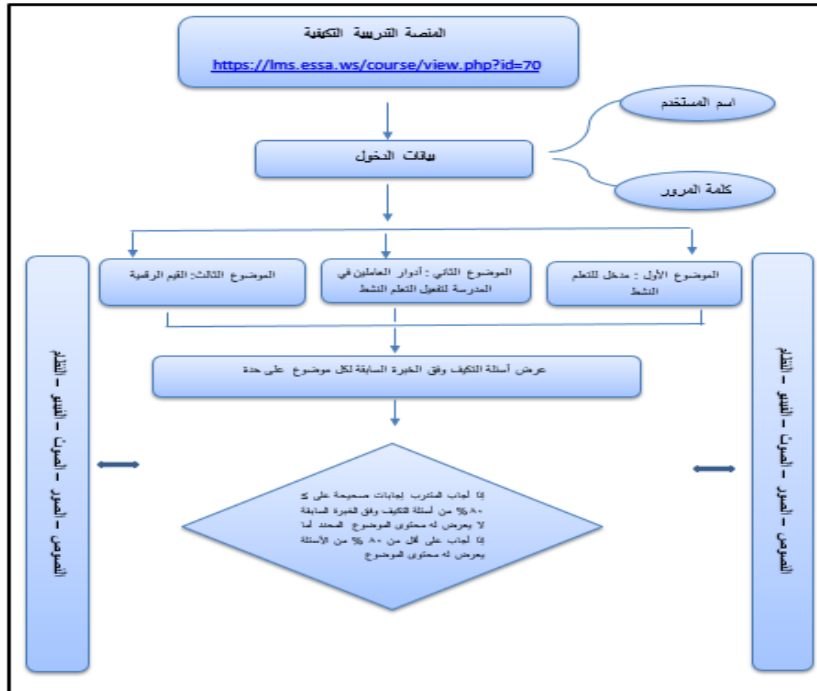 المنصة التدريبية التكيفية
https://lms.essa.ws/course/view.php?id=70
اسم المستخدم
بيانات الدخول
كلمة المرور
الموضوع الأول : مدخل للتعلم
النشط
الموضوع الثاني : أدوار العاملين في
المدرسة لتفعيل التعلم النشط
الموضوع الثالث: القيم الرقمية
عرض أسئلة التكيف وفق الخبرة السابقة لكل موضوع على حدة
إذا أجاب المتدرب إجابات صحيحة على ≥
٨٠% من أسئلة التكيف وفق الخبرة السابقة
لا يعرض له محتوى الموضوع المحدد أما
إذا أجاب على أقل من ٨٠ % من الأسئلة
يعرض له محتوى الموضوع
النصوص – الصور – الصوت – الفيديو – النظام
النصوص – الصور – الصوت – الفيديو – النظام